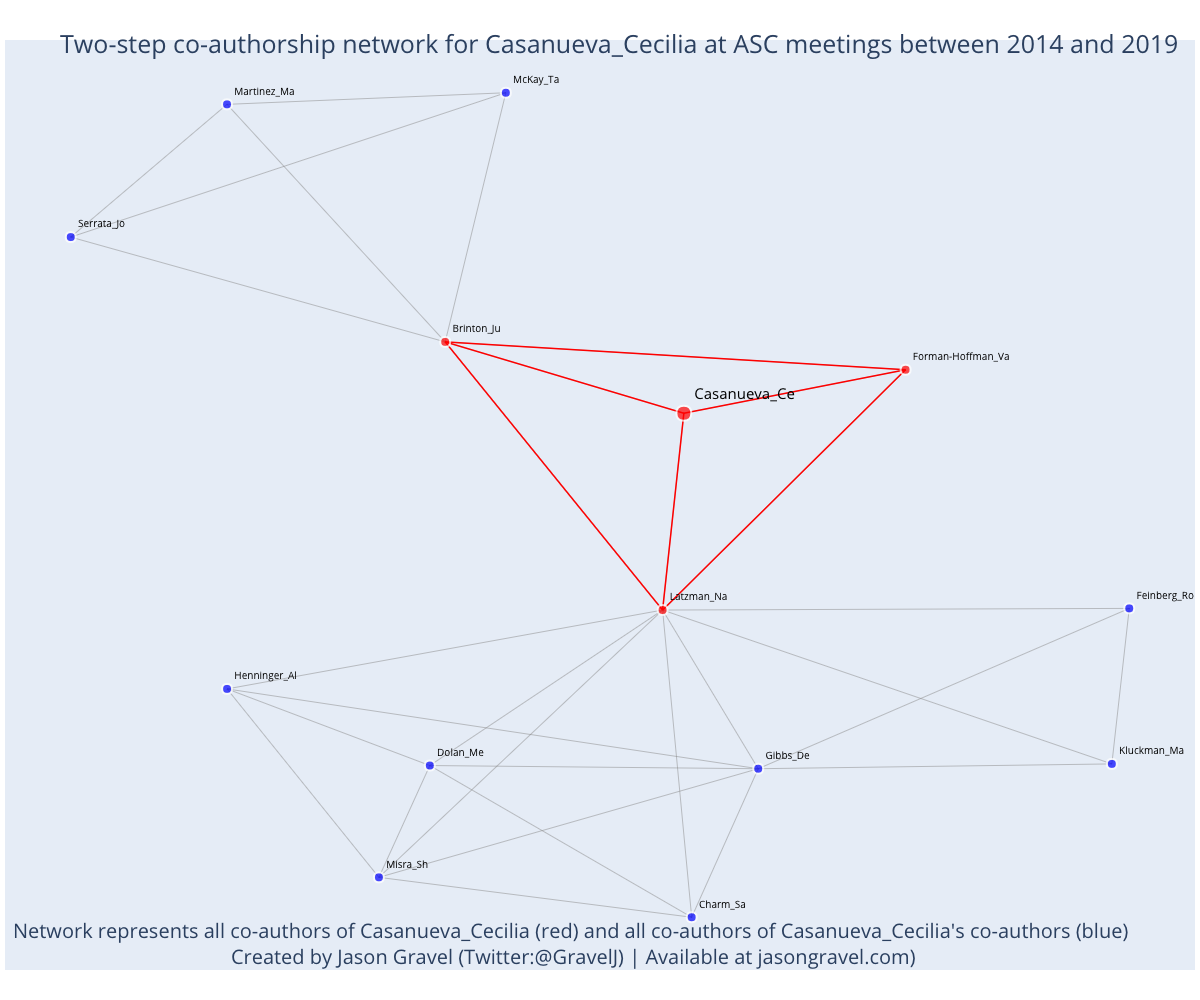 Two-step co-authorship network for Casanueva_Cecilia at ASC meetings between 2014 and 2019
McKay_Ta
Martinez_Ma
Serrata_Jo
Brinton_Ju
Forman-Hoffman_Va
Casanueva_Ce
Latzman_Na
Feinberg_Ro
Henninger_Al
Dolan_Me
Gibbs_De
Kluckman_Ma
Misra_Sh
Charm_Sa
Network represents all co-authors of Casanueva_Cecilia (red) and all co-authors of Casanueva_Cecilia's co-authors (blue)
Created by Jason Gravel (Twitter:@GravelJ) | Available at jasongravel.com)